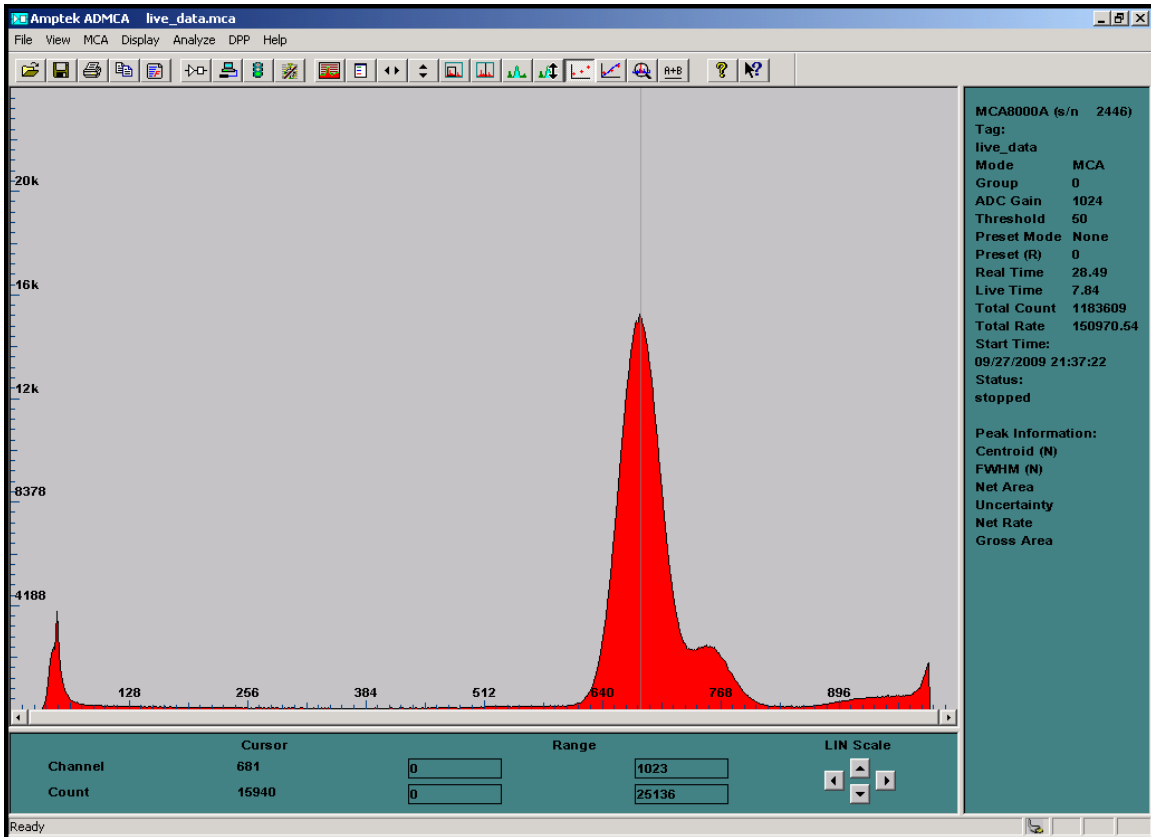 Amptek ADMCA live_data.mca
File View MCA Display Analyze DPP Help
A+B
20k
16k
12k
8378
4188
128 256 384 512 640 768 896
MCA8000A (s/n 2446)
Tag:
live_data
Mode MCA
Group 0
ADC Gain 1024
Threshold 50
Preset Mode None
Preset (R) 0
Real Time 28.49
Live Time 7.84
Total Count 1183609
Total Rate 150970.54
Start Time:
09/27/2009 21:37:22
Status:
stopped
Peak Information:
Centroid (N)
FWHM (N)
Net Area
Uncertainty
Net Rate
Gross Area
Cursor Range LIN Scale
Channel 681 0 1023
Count 15940 0 25136
Ready